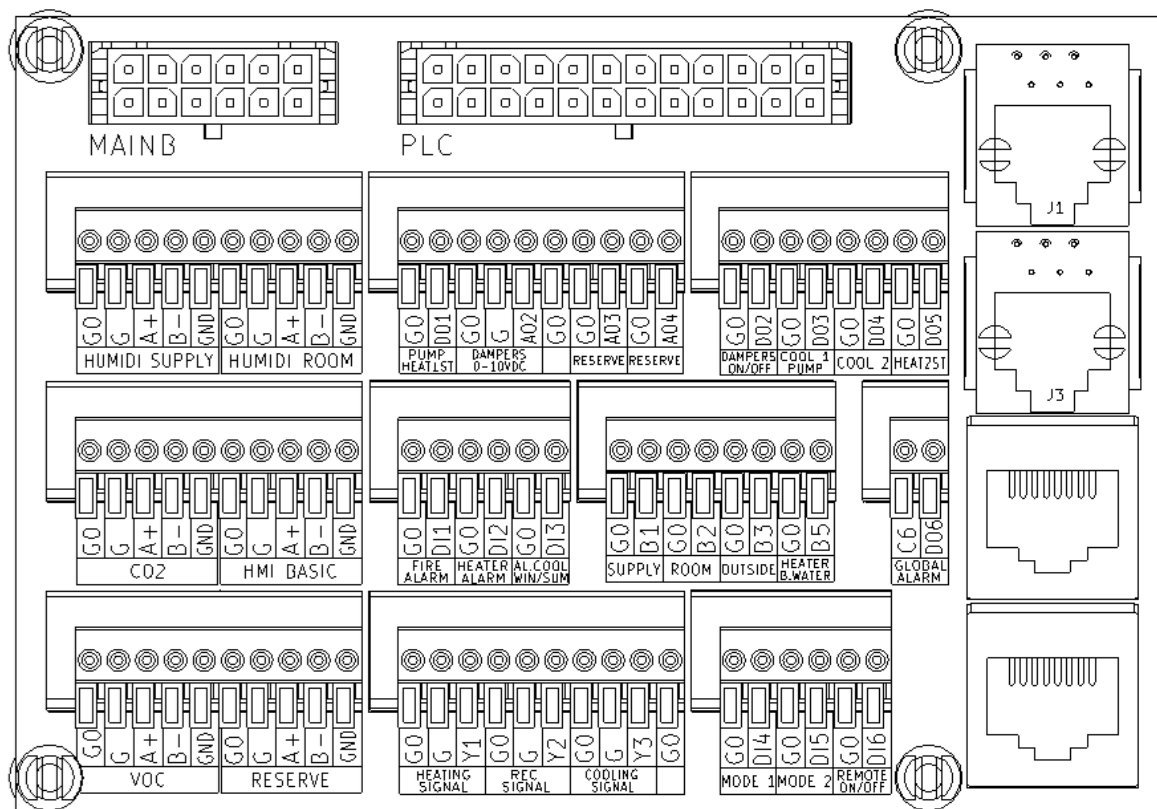 MAINB
PLC
J1
G0 G A+ B- GND G0 G A+ B- GND
G0 DO1 G0 G AO2 G0 G0 AO3 G0 AO4
G0 DO2 G0 DO3 G0 DO4 G0 DO5
HUMIDI SUPPLY
HUMIDI ROOM
PUMP
HEAT1ST
DAMPERS
0-10VDC
RESERVE
RESERVE
DAMPERS
ON/OFF
COOL 1
PUMP
COOL 2
HEAT2ST
J3
G0 G A+ B- GND G0 G A+ B- GND
G0 DI1 G0 DI2 G0 DI3
G0 B1 G0 B2 G0 B3 G0 B5
C6 DO6
CO2
HMI BASIC
FIRE
ALARM
HEATER
ALARM
AL.COOL
WIN/SUM
SUPPLY
ROOM
OUTSIDE
HEATER
B.WATER
GLOBAL
ALARM
G0 G A+ B- GND G0 G A+ B- GND
G0 G Y1 G0 G Y2 G0 G Y3 G0
G0 DI4 G0 DI5 G0 DI6
VOC
RESERVE
HEATING
SIGNAL
REC
SIGNAL
COOLING
SIGNAL
MODE 1
MODE 2
REMOTE
ON/OFF